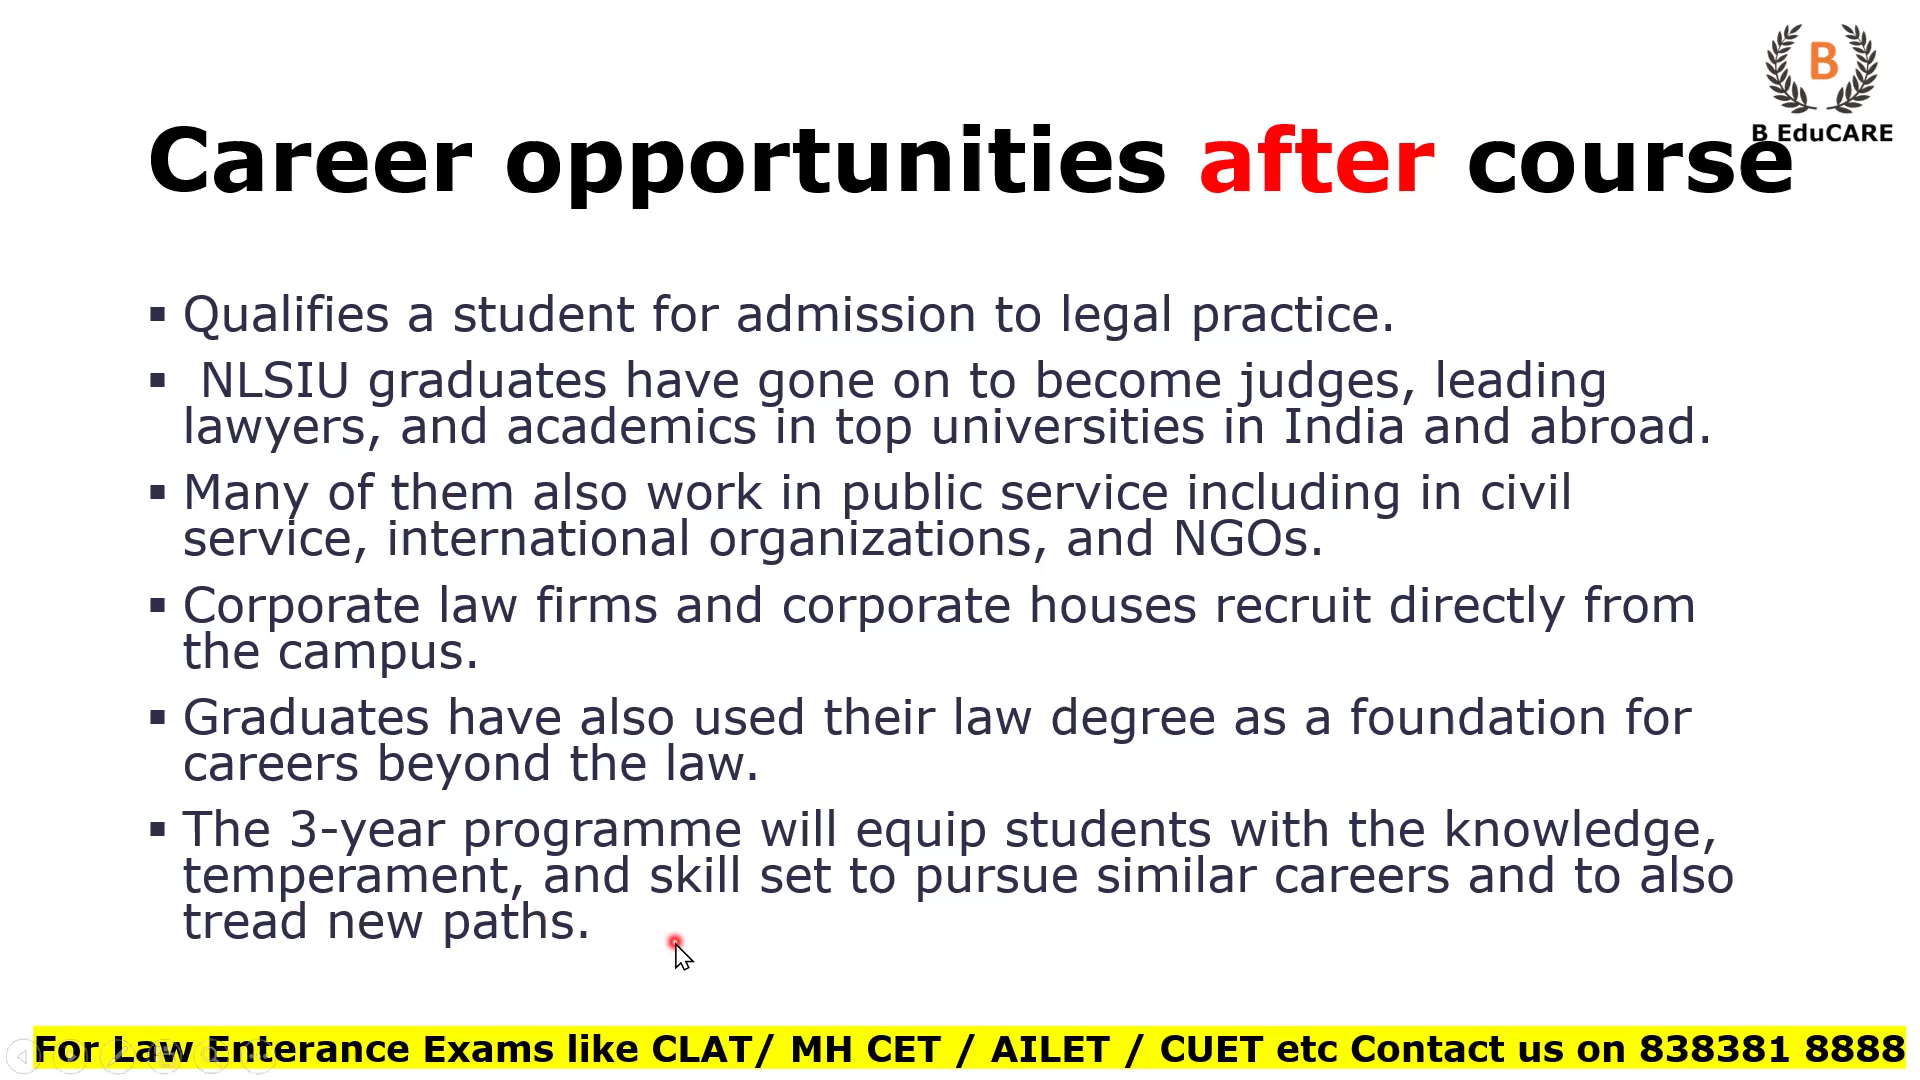 B
B EduCARE
Career opportunities after course
▪ Qualifies a student for admission to legal practice.
▪ NLSIU graduates have gone on to become judges, leading
lawyers, and academics in top universities in India and abroad.
▪ Many of them also work in public service including in civil
service, international organizations, and NGOs.
▪ Corporate law firms and corporate houses recruit directly from
the campus.
▪ Graduates have also used their law degree as a foundation for
careers beyond the law.
▪ The 3-year programme will equip students with the knowledge,
temperament, and skill set to pursue similar careers and to also
tread new paths.
For Law Enterance Exams like CLAT/ MH CET / AILET / CUET etc Contact us on 838381 8888